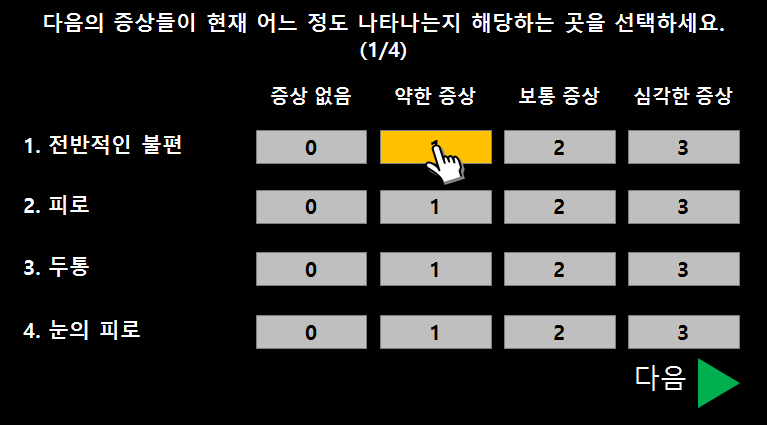 다음의 증상들이 현재 어느 정도 나타나는지 해당하는 곳을 선택하세요.
(1/4)
증상 없음 약한 증상 보통 증상 심각한 증상
1. 전반적인 불편 0 2 3
2. 피로 0 1 2 3
3. 두통 0 1 2 3
4. 눈의 피로 0 1 2 3
다음